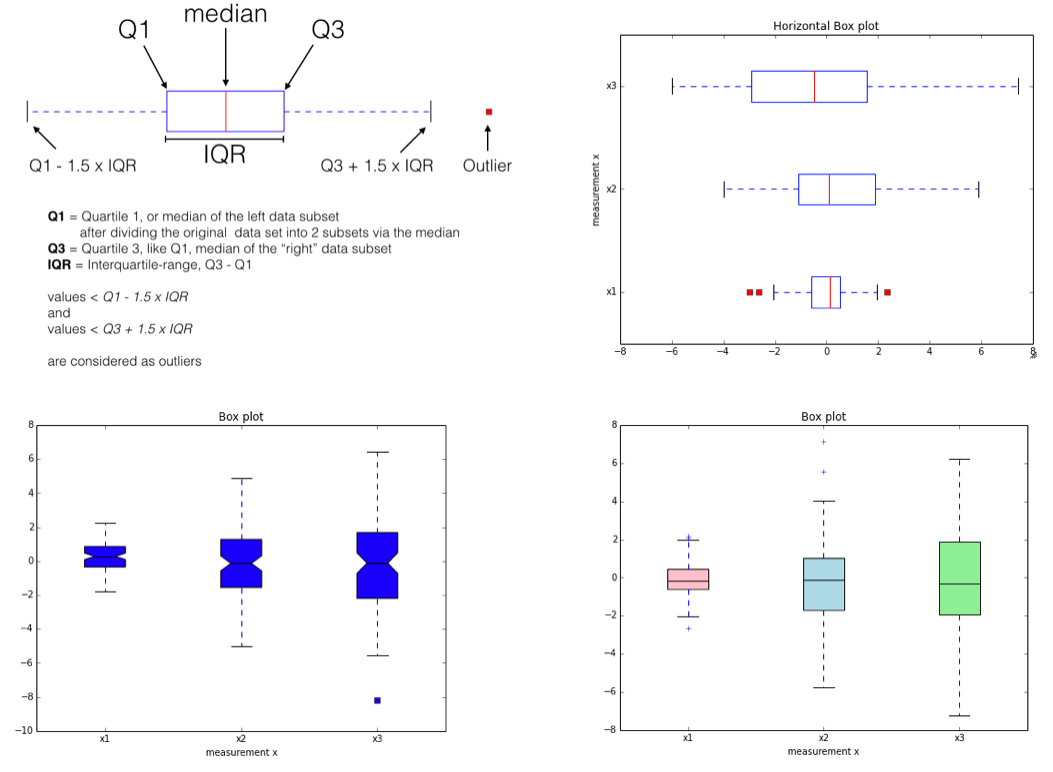 median
Q1
Q3
IQR
Q1 - 1.5 x IQR
Q3 + 1.5 x IQR
Outlier
Q1 = Quartile 1, or median of the left data subset
after dividing the original data set into 2 subsets via the median
Q3 = Quartile 3, like Q1, median of the “right” data subset
IQR = Interquartile-range, Q3 - Q1
values < Q1 - 1.5 x IQR
and
values < Q3 + 1.5 x IQR
are considered as outliers
Horizontal Box plot
measurement x
x3
x2
x1
−8 −6 −4 −2 0 2 4 6 8
Box plot
8
6
4
2
0
−2
−4
−6
−8
−10
x1 x2 x3
measurement x
Box plot
8
6
4
2
0
−2
−4
−6
−8
x1 x2 x3
measurement x